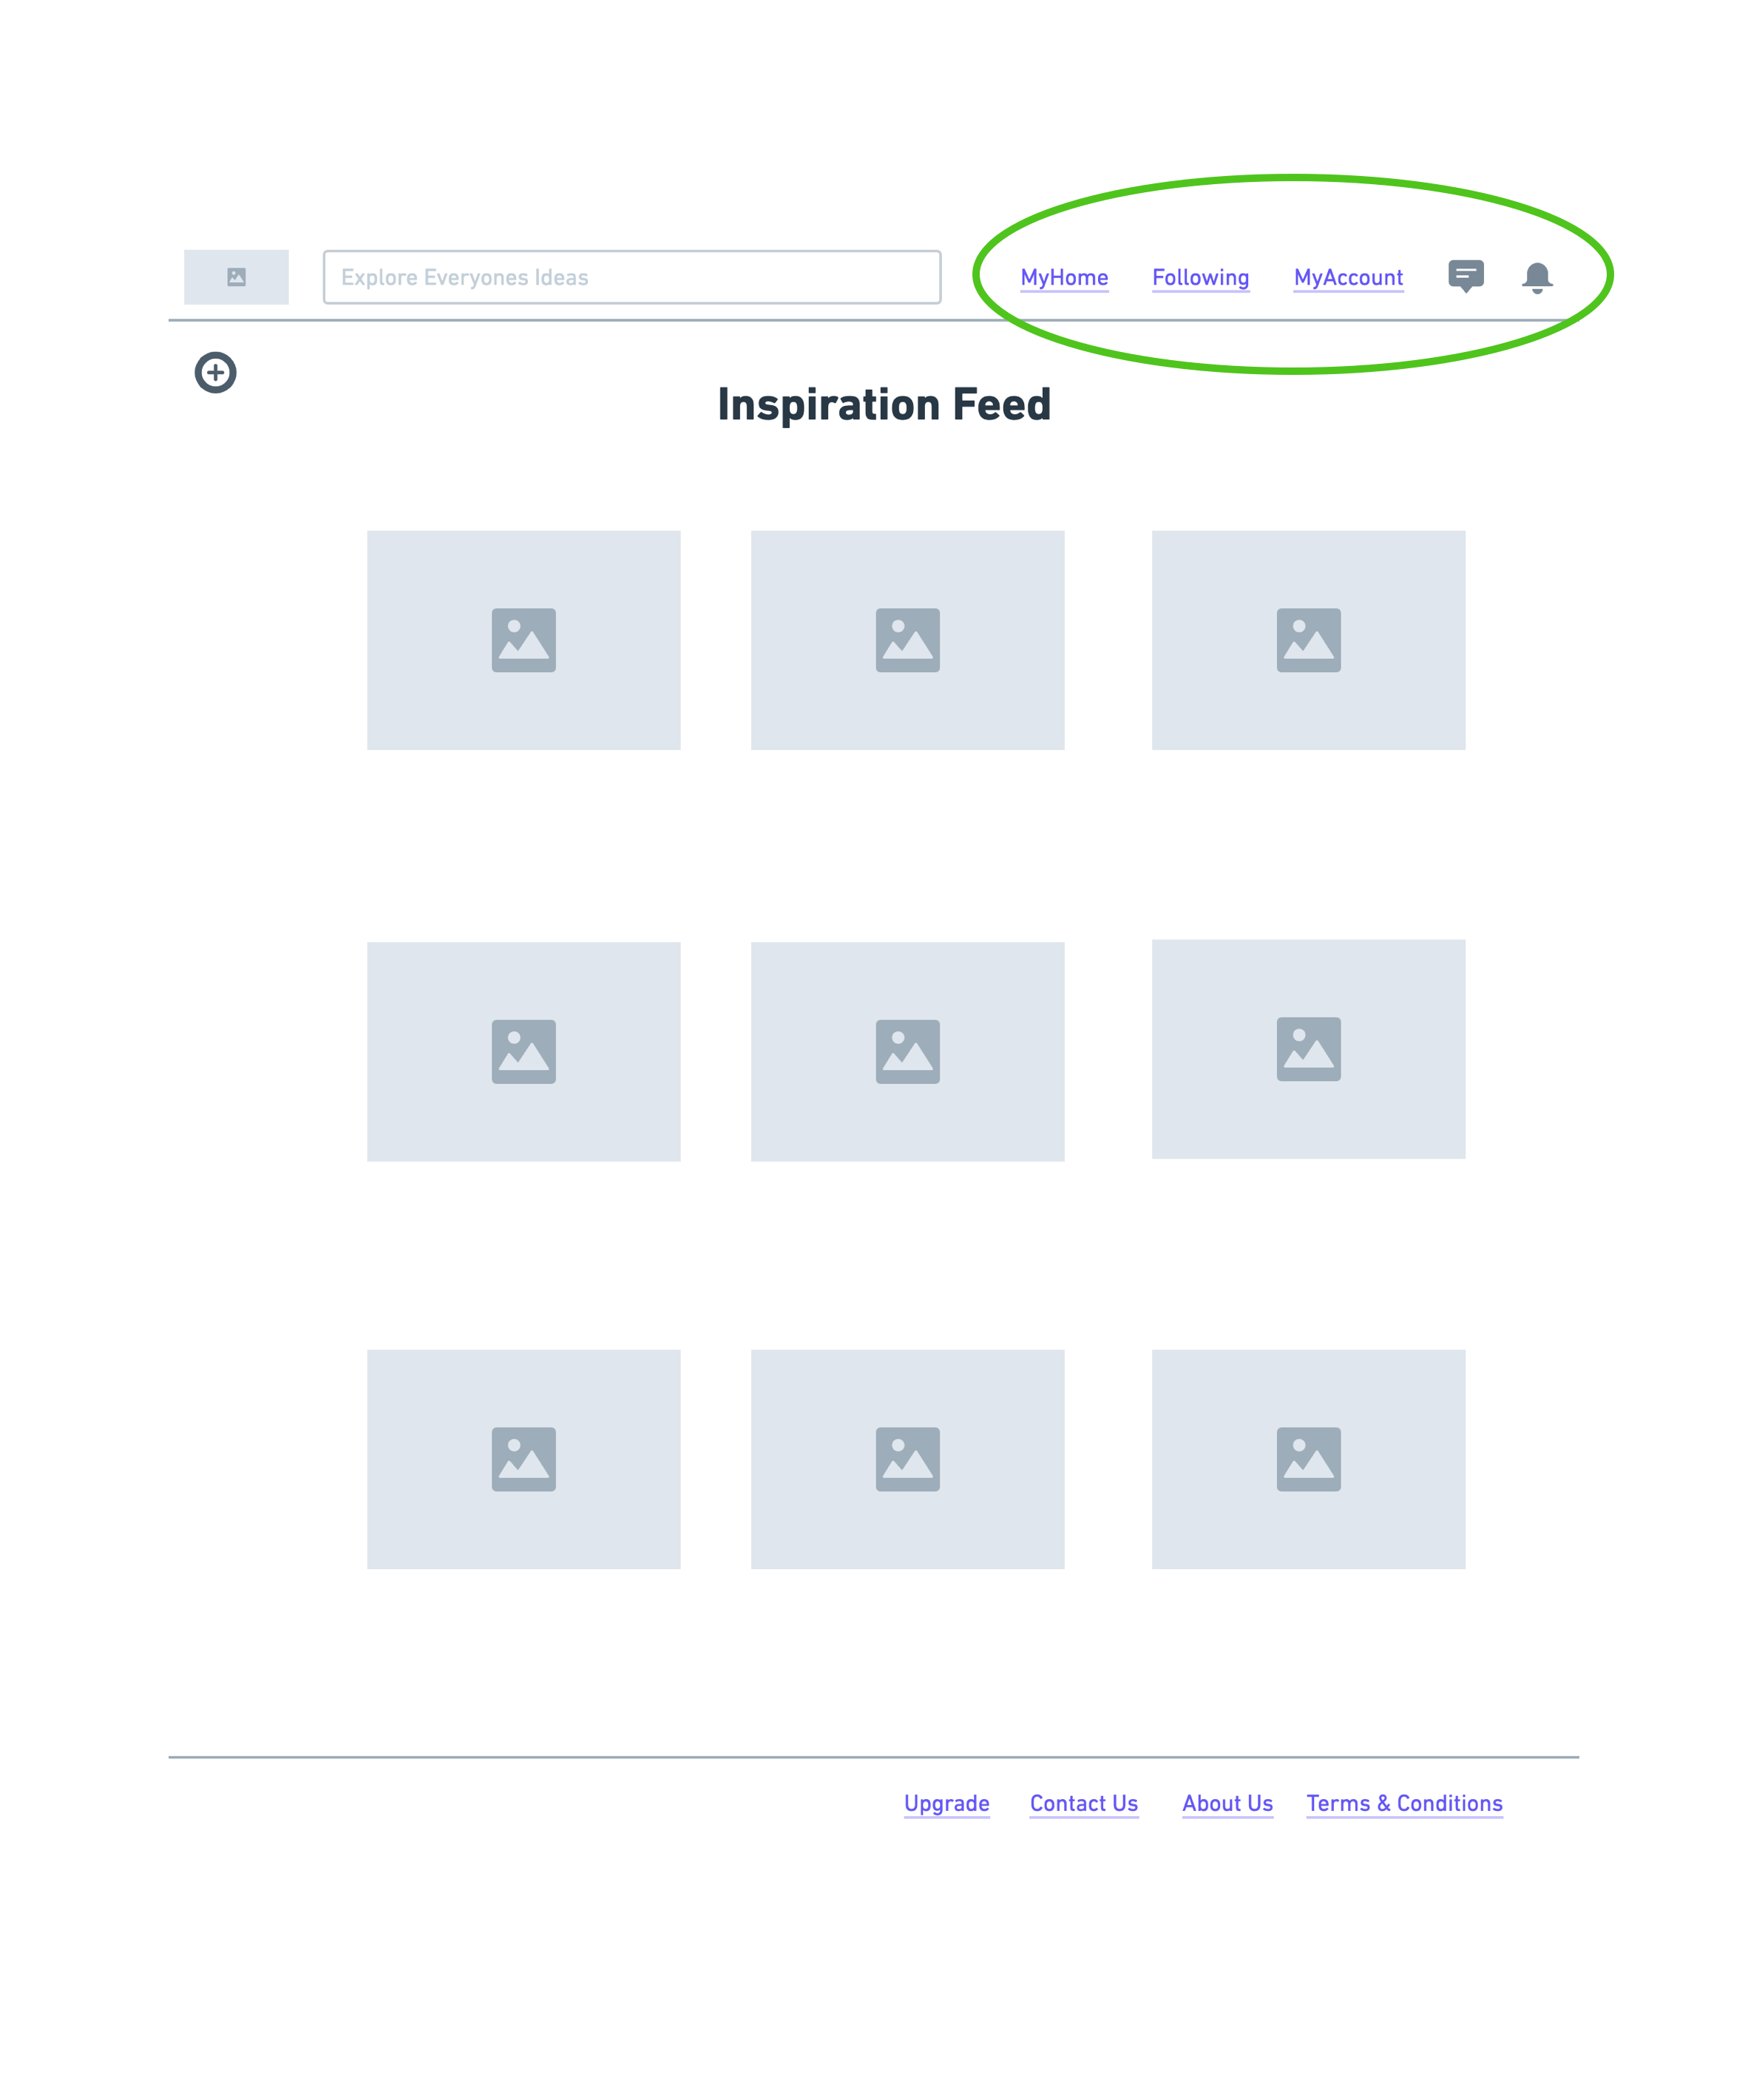 Explore Everyones Ideas
MyHome Following MyAccount
Inspiration Feed
Upgrade Contact Us About Us Terms & Conditions